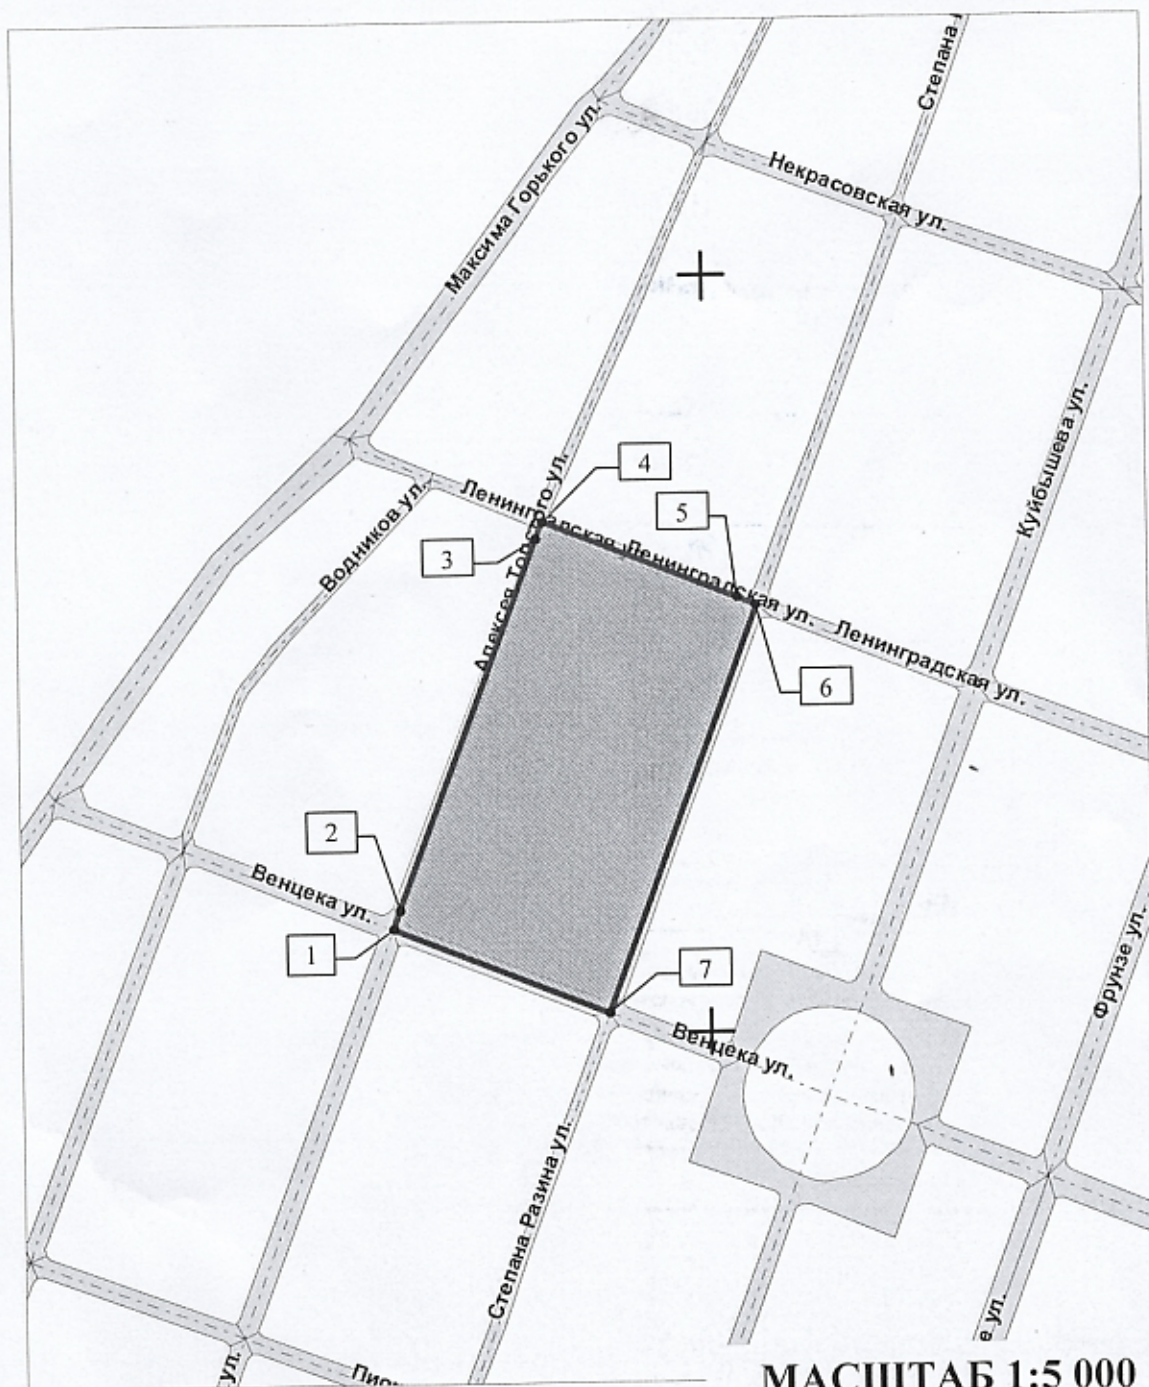 Степана
Некрасовская ул.
Максима Горького ул.
Куйбышева ул.
4
Ленинградская ул.
5
3
Водников ул.
Алексея Толстого ул.
Ленинградская ул.
Ленинградская ул.
6
2
Венцека ул.
1
7
Фрунзе ул.
Венцека ул.
Степана Разина ул.
е ул.
ул.
Пион
МАСШТАБ 1:5 000